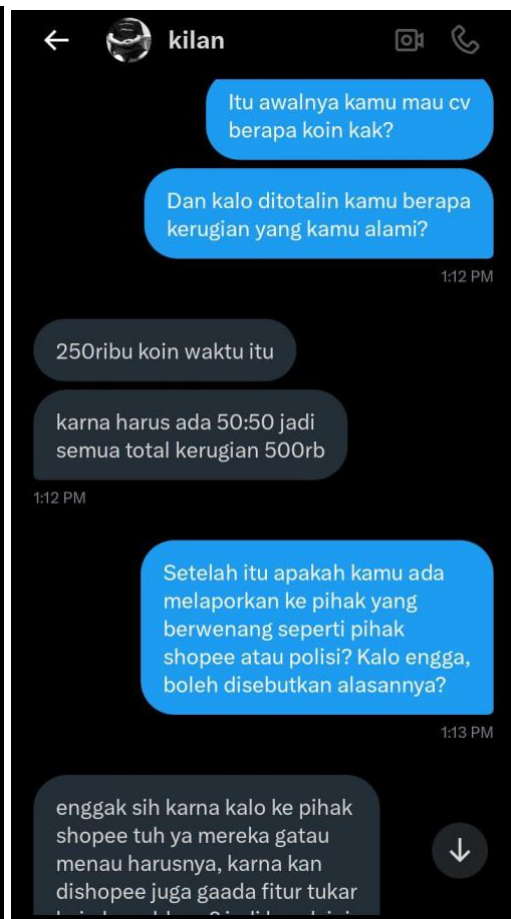 kilan
Itu awalnya kamu mau cv
berapa koin kak?
Dan kalo ditotalin kamu berapa
kerugian yang kamu alami?
1:12 PM
250ribu koin waktu itu
karna harus ada 50:50 jadi
semua total kerugian 500rb
1:12 PM
Setelah itu apakah kamu ada
melaporkan ke pihak yang
berwenang seperti pihak
shopee atau polisi? Kalo engga,
boleh disebutkan alasannya?
1:13 PM
enggak sih karna kalo ke pihak
shopee tuh ya mereka gatau
menau harusnya, karna kan
dishopee juga gaada fitur tukar